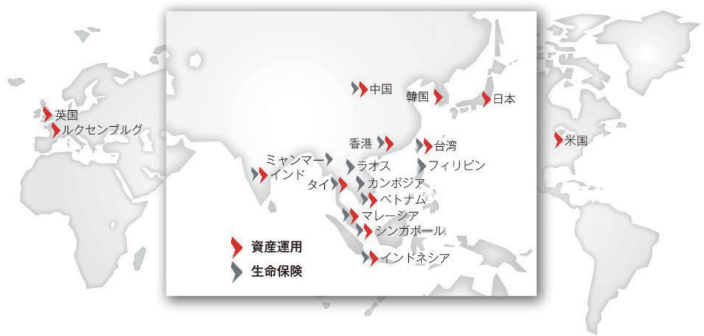 中国
韓国
日本
英国
ルクセンブルグ
香港
台湾
米国
ミャンマー
ラオス
フィリピン
インド
タイ
カンボジア
ベトナム
マレーシア
シンガポール
インドネシア
資産運用
生命保険